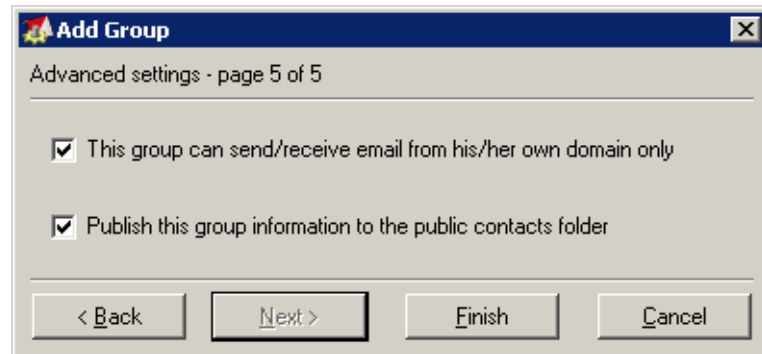 Add Group
Advanced settings - page 5 of 5
This group can send/receive email from his/her own domain only
Publish this group information to the public contacts folder
< Back Next > Finish Cancel